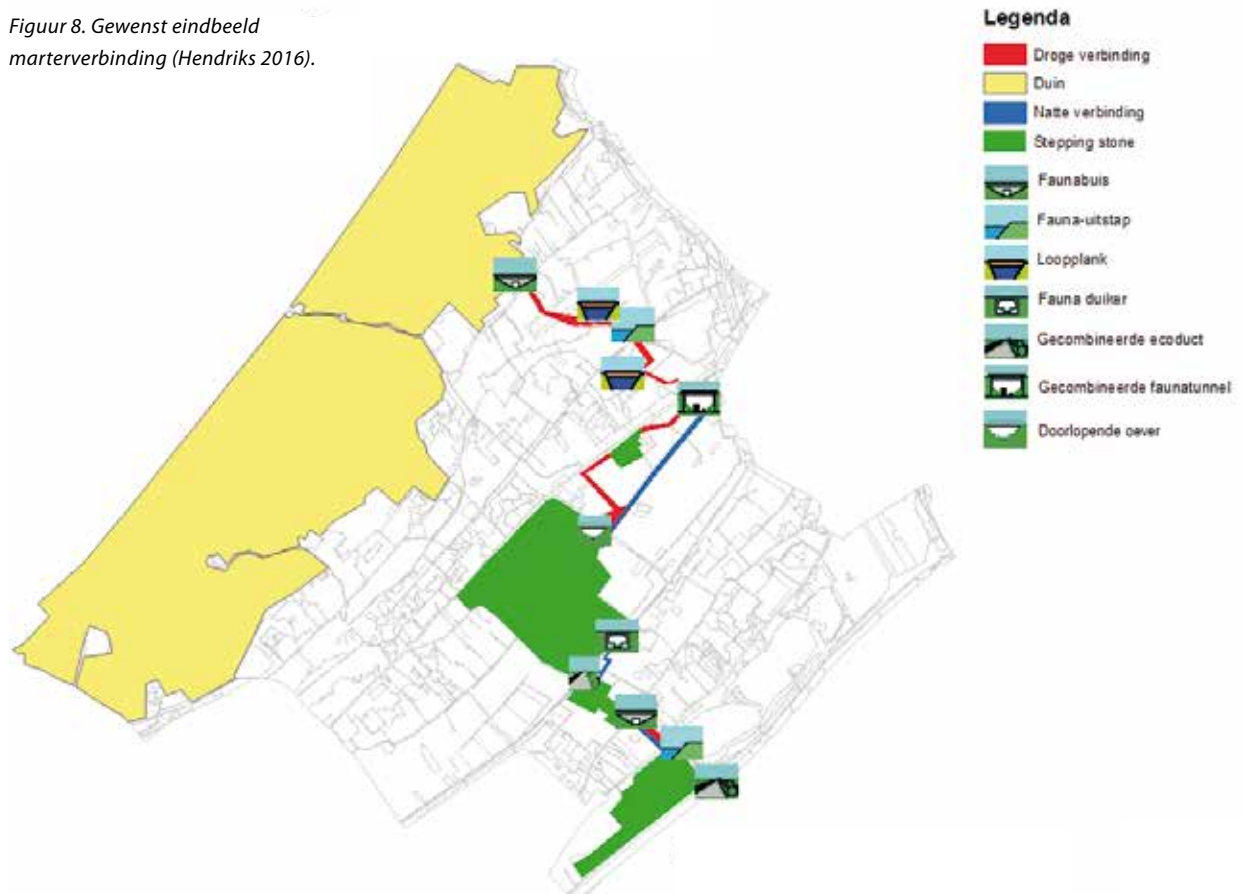 Figuur 8. Gewenst eindbeeld
marterverbinding (Hendriks 2016).
Legenda
Droge verbinding
Duin
Natte verbinding
Stepping stone
Faunabuis
Fauna-uitstap
Loopplank
Fauna duiker
Gecombineerde ecoduct
Gecombineerde faunatunnel
Doorlopende oever